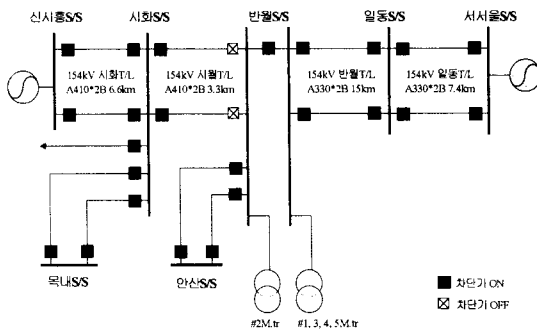 신시흥S/S
시화S/S
반월S/S
일동S/S
서서울S/S
154kV 시화T/L
A410*2B 6.6km
154kV 시월T/L
A410*2B 3.3km
154kV 반월T/L
A330*2B 15km
154kV 일동T/L
A330*2B 7.4km
목내S/S
안산S/S
#2M.tr
#1, 3, 4, 5M.tr
차단기 ON
차단기 OFF